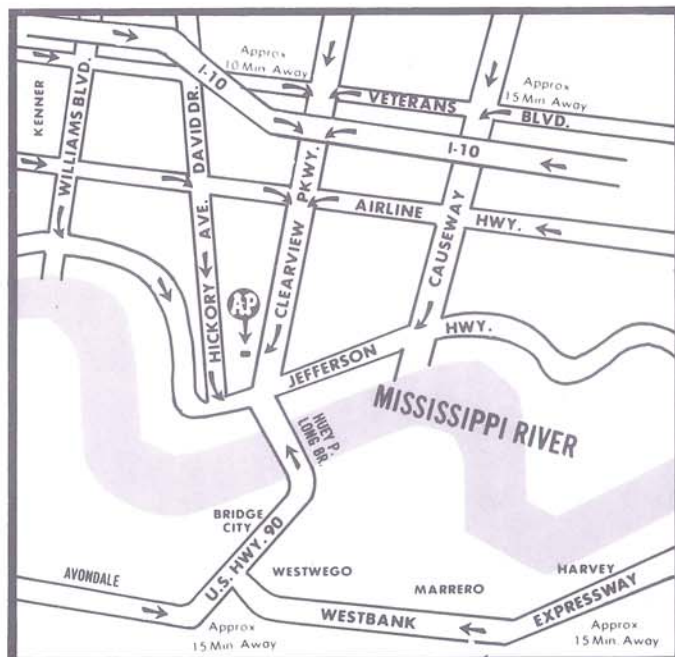 Approx
10 Min. Away
Approx
15 Min. Away
I-10
VETERANS BLVD.
I-10
KENNER
WILLIAMS BLVD.
DAVID DR.
HICKORY AVE.
CLEARVIEW PKWY.
CAUSEWAY
AIRLINE HWY.
AP
JEFFERSON HWY.
MISSISSIPPI RIVER
HUEY P.
LONG BR.
BRIDGE
CITY
U.S. HWY. 90
AVONDALE
WESTWEGO
MARRERO
HARVEY
WESTBANK EXPRESSWAY
Approx
15 Min. Away
Approx
15 Min. Away